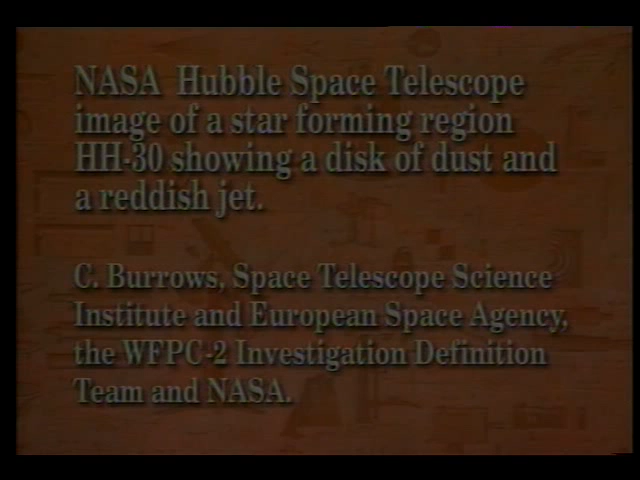 NASA Hubble Space Telescope
image of a star forming region
HH-30 showing a disk of dust and
a reddish jet.
C. Burrows, Space Telescope Science
Institute and European Space Agency,
the WFPC-2 Investigation Definition
Team and NASA.